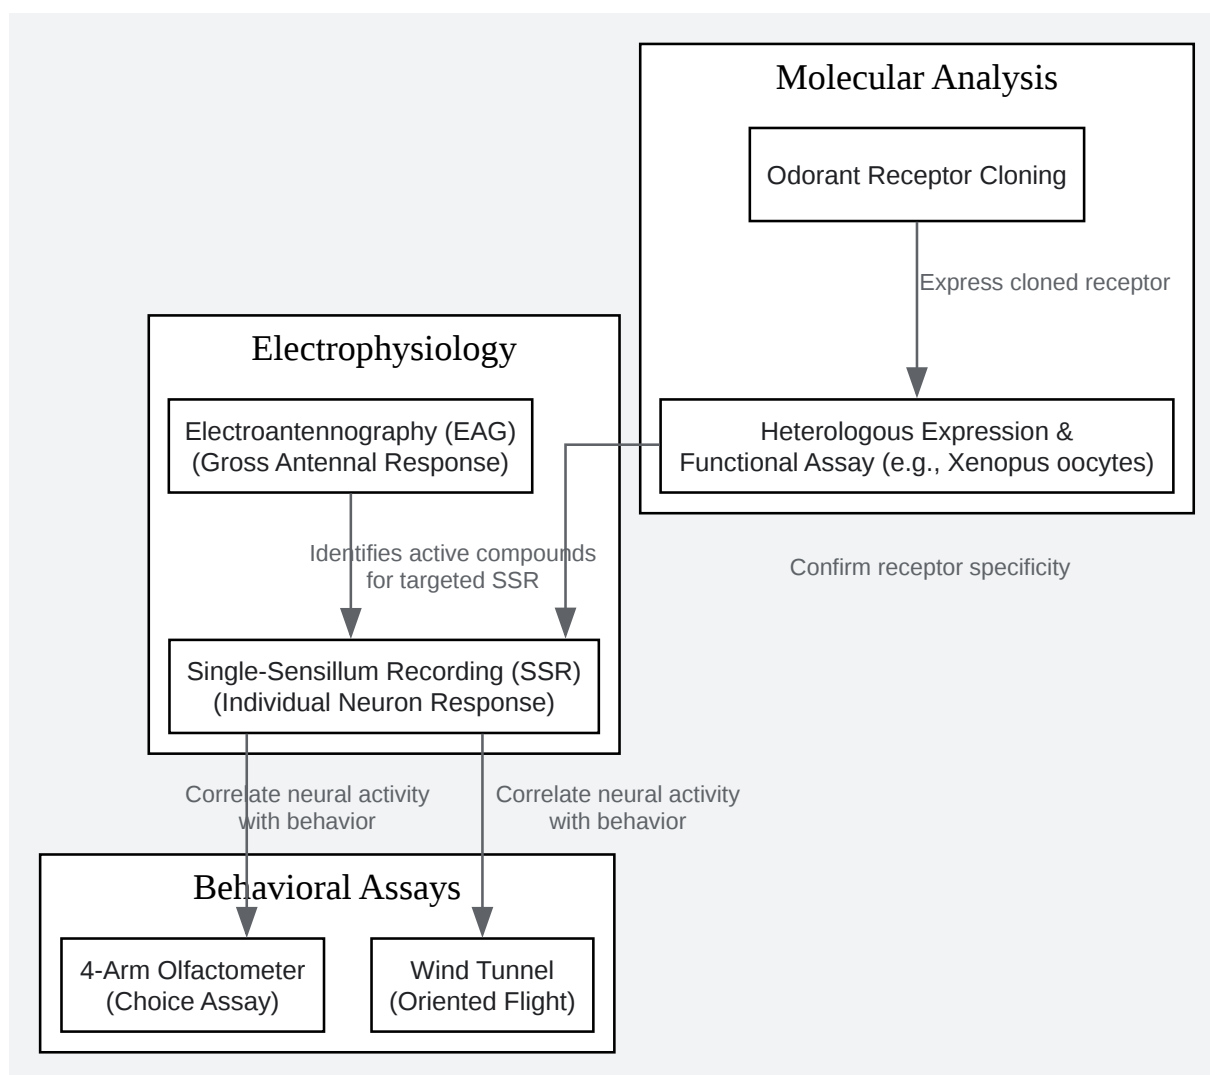 Molecular Analysis
Odorant Receptor Cloning
Express cloned receptor
Electrophysiology
Electroantennography (EAG)
(Gross Antennal Response)
Heterologous Expression &
Functional Assay (e.g., Xenopus oocytes)
Identifies active compounds
for targeted SSR
Confirm receptor specificity
Single-Sensillum Recording (SSR)
(Individual Neuron Response)
Correlate neural activity
with behavior
Correlate neural activity
with behavior
Behavioral Assays
4-Arm Olfactometer
(Choice Assay)
Wind Tunnel
(Oriented Flight)